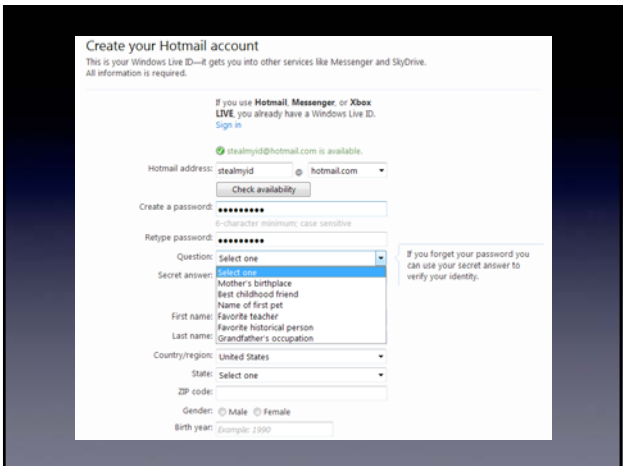 Create your Hotmail account
This is your Windows Live ID—it gets you into other services like Messenger and SkyDrive.
All information is required.
If you use Hotmail, Messenger, or Xbox
LIVE, you already have a Windows Live ID.
Sign in
stealmyid@hotmail.com is available.
Hotmail address: stealmyid @ hotmail.com
Check availability
Create a password: •••••••••
6-character minimum; case sensitive
Retype password: •••••••••
Question: Select one
If you forget your password you
can use your secret answer to
verify your identity.
Secret answer:
Select one
Mother's birthplace
Best childhood friend
Name of first pet
First name:
Favorite teacher
Favorite historical person
Last name:
Grandfather's occupation
Country/region: United States
State: Select one
ZIP code:
Gender: Male Female
Birth year: Example: 1990